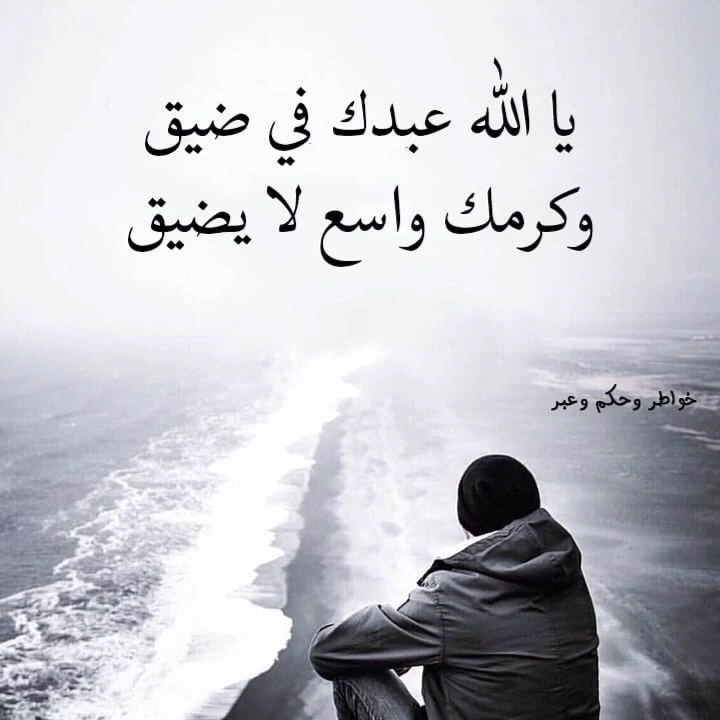 يا الله عبدك في ضيق
وكرمك واسع لا يضيق
خواطر وحكم وعبر